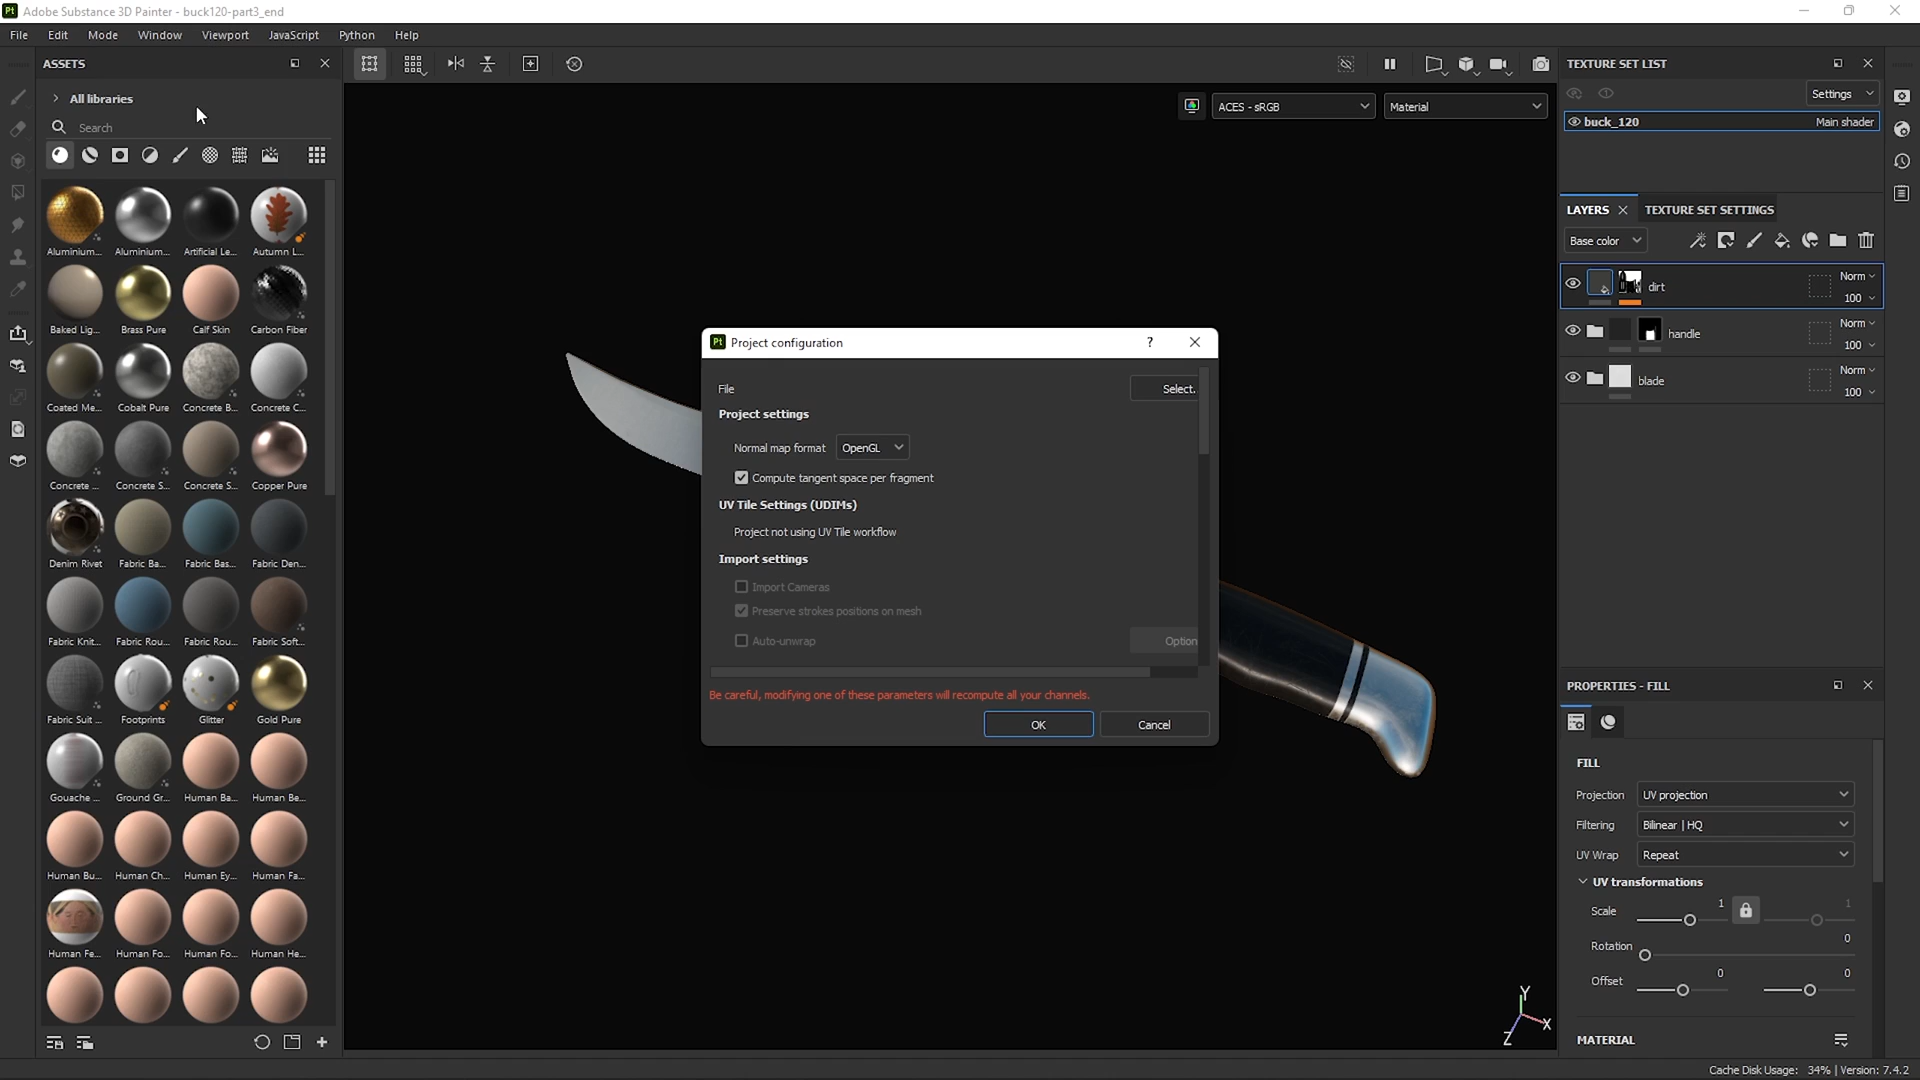 Pt Adobe Substance 3D Painter - buck120-part3_end
File Edit Mode Window Viewport JavaScript Python Help
ASSETS
All libraries
Search
Aluminium... Aluminium... Artificial Le... Autumn L...
Baked Lig... Brass Pure Calf Skin Carbon Fiber
Coated Me... Cobalt Pure Concrete B... Concrete C...
Concrete ... Concrete S... Concrete S... Copper Pure
Denim Rivet Fabric Ba... Fabric Bas... Fabric Den...
Fabric Knit... Fabric Rou... Fabric Rou... Fabric Soft...
Fabric Suit ... Footprints Glitter Gold Pure
Gouache ... Ground Gr... Human Ba... Human Be...
Human Bu... Human Ch... Human Ey... Human Fa...
Human Fe... Human Fo... Human Fo... Human He...
ACES - sRGB
Material
Pt Project configuration
?
File
Select.
Project settings
Normal map format OpenGL
Compute tangent space per fragment
UV Tile Settings (UDIMs)
Project not using UV Tile workflow
Import settings
Import Cameras
Preserve strokes positions on mesh
Auto-unwrap
Option
Be careful, modifying one of these parameters will recompute all your channels.
OK
Cancel
Y
X
Z
TEXTURE SET LIST
Settings
buck_120 Main shader
LAYERS TEXTURE SET SETTINGS
Base color
dirt Norm
100
handle Norm
100
blade Norm
100
PROPERTIES - FILL
FILL
Projection UV projection
Filtering Bilinear | HQ
UV Wrap Repeat
UV transformations
Scale 1 1
Rotation 0
Offset 0 0
MATERIAL
Cache Disk Usage: 34% | Version: 7.4.2